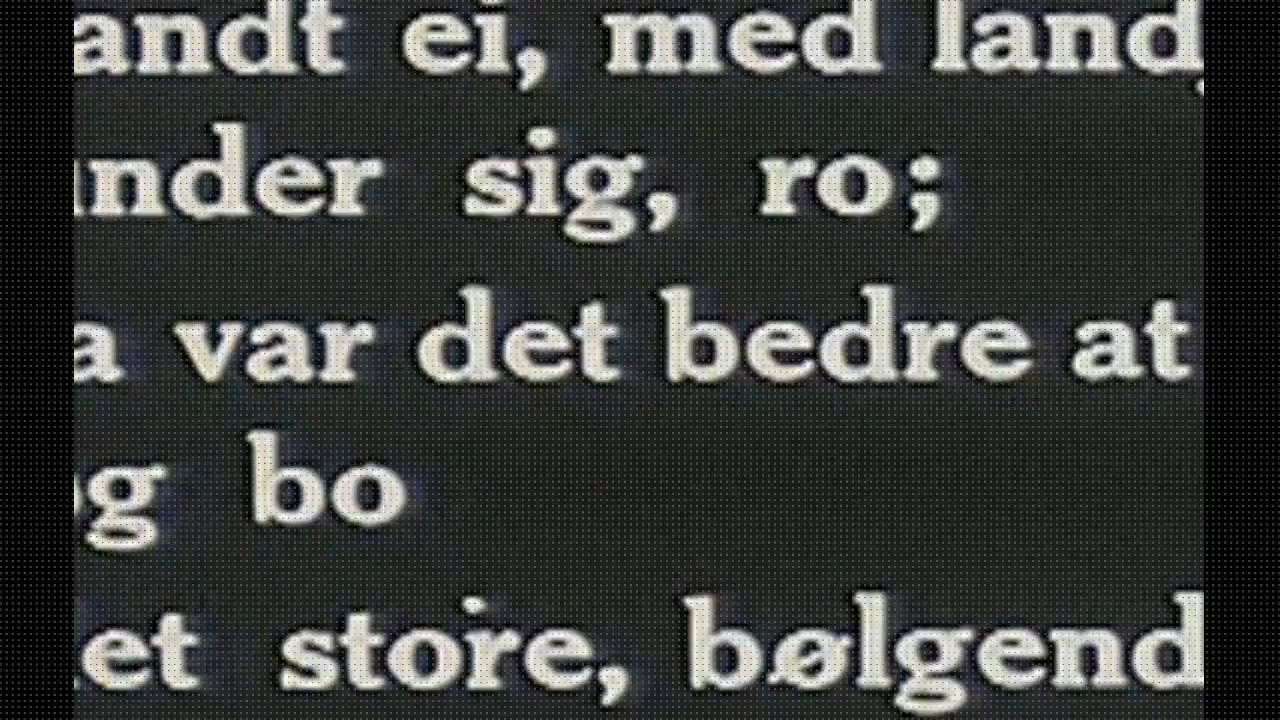 andt ei, med land,
nder sig, ro;
a var det bedre at
g bo
et store, bølgend